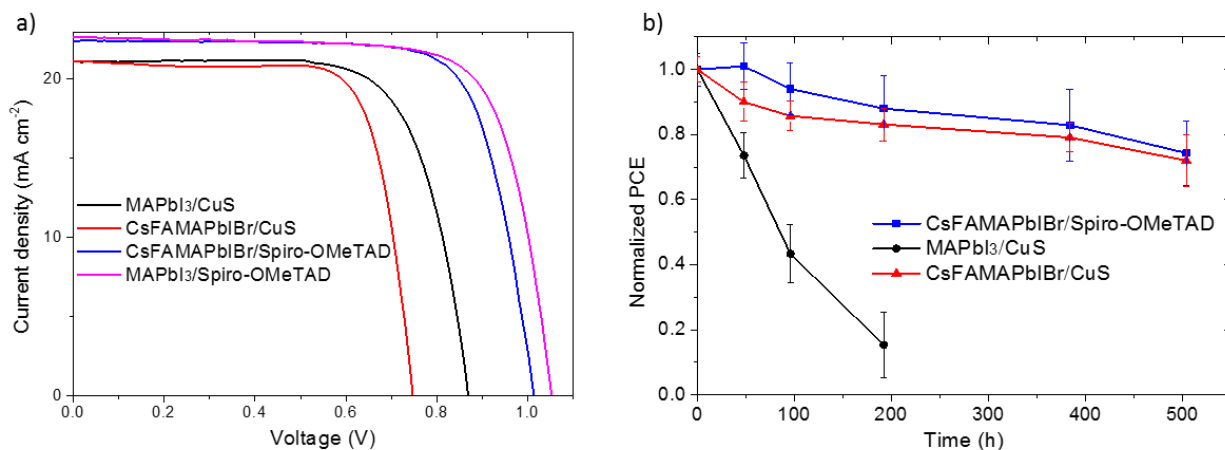 a)
Current density (mA cm⁻²)
20
10
0
MAPbI₃/CuS
CsFAMAPbIBr/CuS
CsFAMAPbIBr/Spiro-OMeTAD
MAPbI₃/Spiro-OMeTAD
0.0 0.2 0.4 0.6 0.8 1.0
Voltage (V)
b)
Normalized PCE
1.0
0.8
0.6
0.4
0.2
0.0
CsFAMAPbIBr/Spiro-OMeTAD
MAPbI₃/CuS
CsFAMAPbIBr/CuS
0 100 200 300 400 500
Time (h)